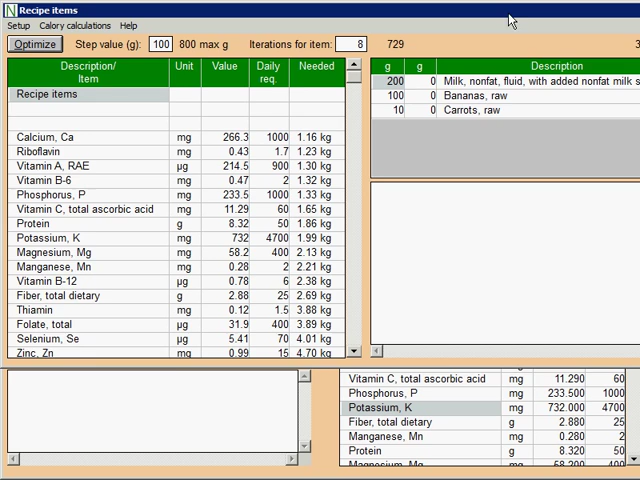 Recipe items
Setup Calory calculations Help
Optimize Step value (g): 100 800 max g Iterations for item: 8 729 3
Description/ Item Unit Value Daily req. Needed
Recipe items
Calcium, Ca mg 266.3 1000 1.16 kg
Riboflavin mg 0.43 1.7 1.23 kg
Vitamin A, RAE µg 214.5 900 1.30 kg
Vitamin B-6 mg 0.47 2 1.32 kg
Phosphorus, P mg 233.5 1000 1.33 kg
Vitamin C, total ascorbic acid mg 11.29 60 1.65 kg
Protein g 8.32 50 1.86 kg
Potassium, K mg 732 4700 1.99 kg
Magnesium, Mg mg 58.2 400 2.13 kg
Manganese, Mn mg 0.28 2 2.21 kg
Vitamin B-12 µg 0.78 6 2.38 kg
Fiber, total dietary g 2.88 25 2.69 kg
Thiamin mg 0.12 1.5 3.88 kg
Folate, total µg 31.9 400 3.89 kg
Selenium, Se µg 5.41 70 4.01 kg
Zinc, Zn mg 0.99 15 4.70 kg
g g Description
200 0 Milk, nonfat, fluid, with added nonfat milk s
100 0 Bananas, raw
10 0 Carrots, raw
Vitamin C, total ascorbic acid mg 11.290 60
Phosphorus, P mg 233.500 1000
Potassium, K mg 732.000 4700
Fiber, total dietary g 2.880 25
Manganese, Mn mg 0.280 2
Protein g 8.320 50
Magnesium, Mg mg 58.200 400